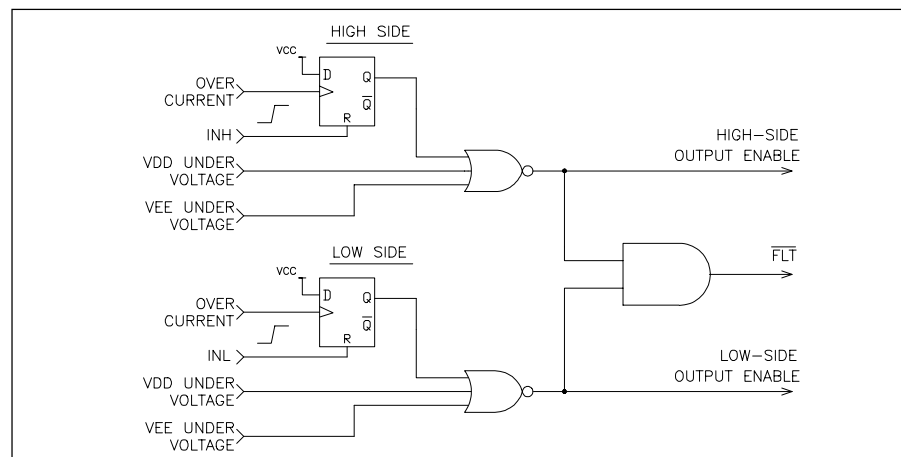 HIGH SIDE
VCC
D
Q
OVER
CURRENT
Q
R
INH
HIGH-SIDE
OUTPUT ENABLE
VDD UNDER
VOLTAGE
VEE UNDER
VOLTAGE
LOW SIDE
FLT
VCC
D
Q
OVER
CURRENT
Q
R
INL
LOW-SIDE
OUTPUT ENABLE
VDD UNDER
VOLTAGE
VEE UNDER
VOLTAGE